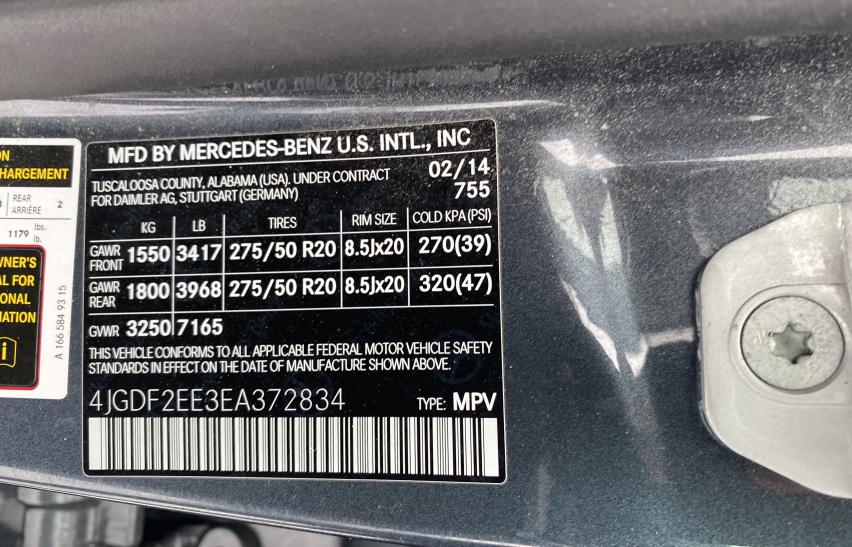 ON
CHARGEMENT
REAR
ARRIÈRE 2
1179 lbs.
lb.
A 166 584 93 15
MFD BY MERCEDES-BENZ U.S. INTL., INC
TUSCALOOSA COUNTY, ALABAMA (USA). UNDER CONTRACT 02/14
FOR DAIMLER AG, STUTTGART (GERMANY) 755
KG LB TIRES RIM SIZE COLD KPA (PSI)
GAWR FRONT 1550 3417 275/50 R20 8.5Jx20 270(39)
GAWR REAR 1800 3968 275/50 R20 8.5Jx20 320(47)
GVWR 3250 7165
THIS VEHICLE CONFORMS TO ALL APPLICABLE FEDERAL MOTOR VEHICLE SAFETY
STANDARDS IN EFFECT ON THE DATE OF MANUFACTURE SHOWN ABOVE.
4JGDF2EE3EA372834 TYPE: MPV